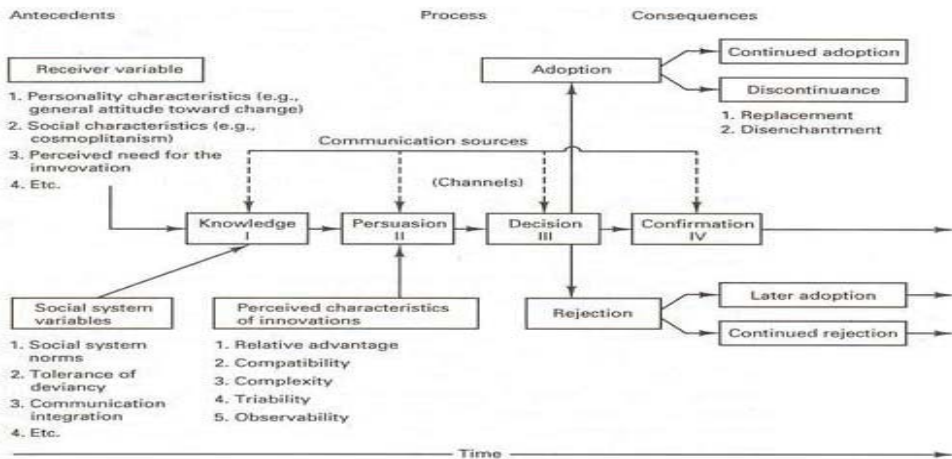 Antecedents
Process
Consequences
Receiver variable
1. Personality characteristics (e.g.,
general attitude toward change)
2. Social characteristics (e.g.,
cosmoplitanism)
3. Perceived need for the
innvovation
4. Etc.
Adoption
Continued adoption
Discontinuance
1. Replacement
2. Disenchantment
Communication sources
(Channels)
Knowledge
I
Persuasion
II
Decision
III
Confirmation
IV
Social system
variables
1. Social system
norms
2. Tolerance of
deviancy
3. Communication
integration
4. Etc.
Perceived characteristics
of innovations
1. Relative advantage
2. Compatibility
3. Complexity
4. Triability
5. Observability
Rejection
Later adoption
Continued rejection
Time